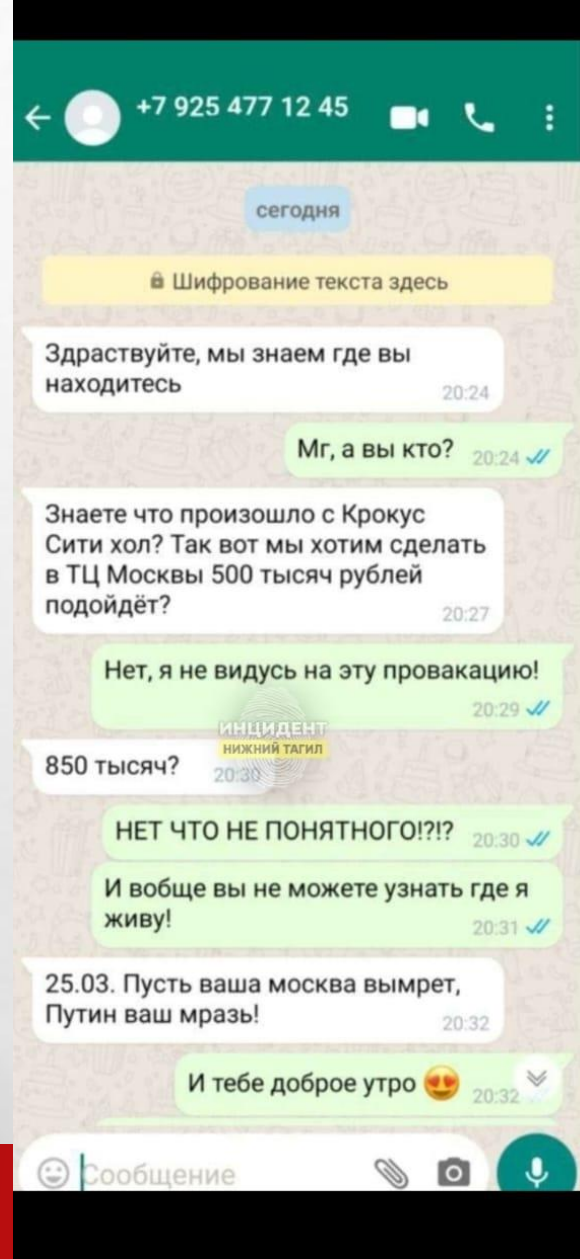 +7 925 477 12 45
сегодня
Шифрование текста здесь
Здраствуйте, мы знаем где вы
находитесь
20:24
Мг, а вы кто?
20:24
Знаете что произошло с Крокус
Сити хол? Так вот мы хотим сделать
в ТЦ Москвы 500 тысяч рублей
подойдёт?
20:27
Нет, я не видусь на эту провакацию!
20:29
ИНЦИДЕНТ
НИЖНИЙ ТАГИЛ
850 тысяч?
20:30
НЕТ ЧТО НЕ ПОНЯТНОГО!?!?
20:30
И вобще вы не можете узнать где я
живу!
20:31
25.03. Пусть ваша москва вымрет,
Путин ваш мразь!
20:32
И тебе доброе утро 😍
20:32
Сообщение